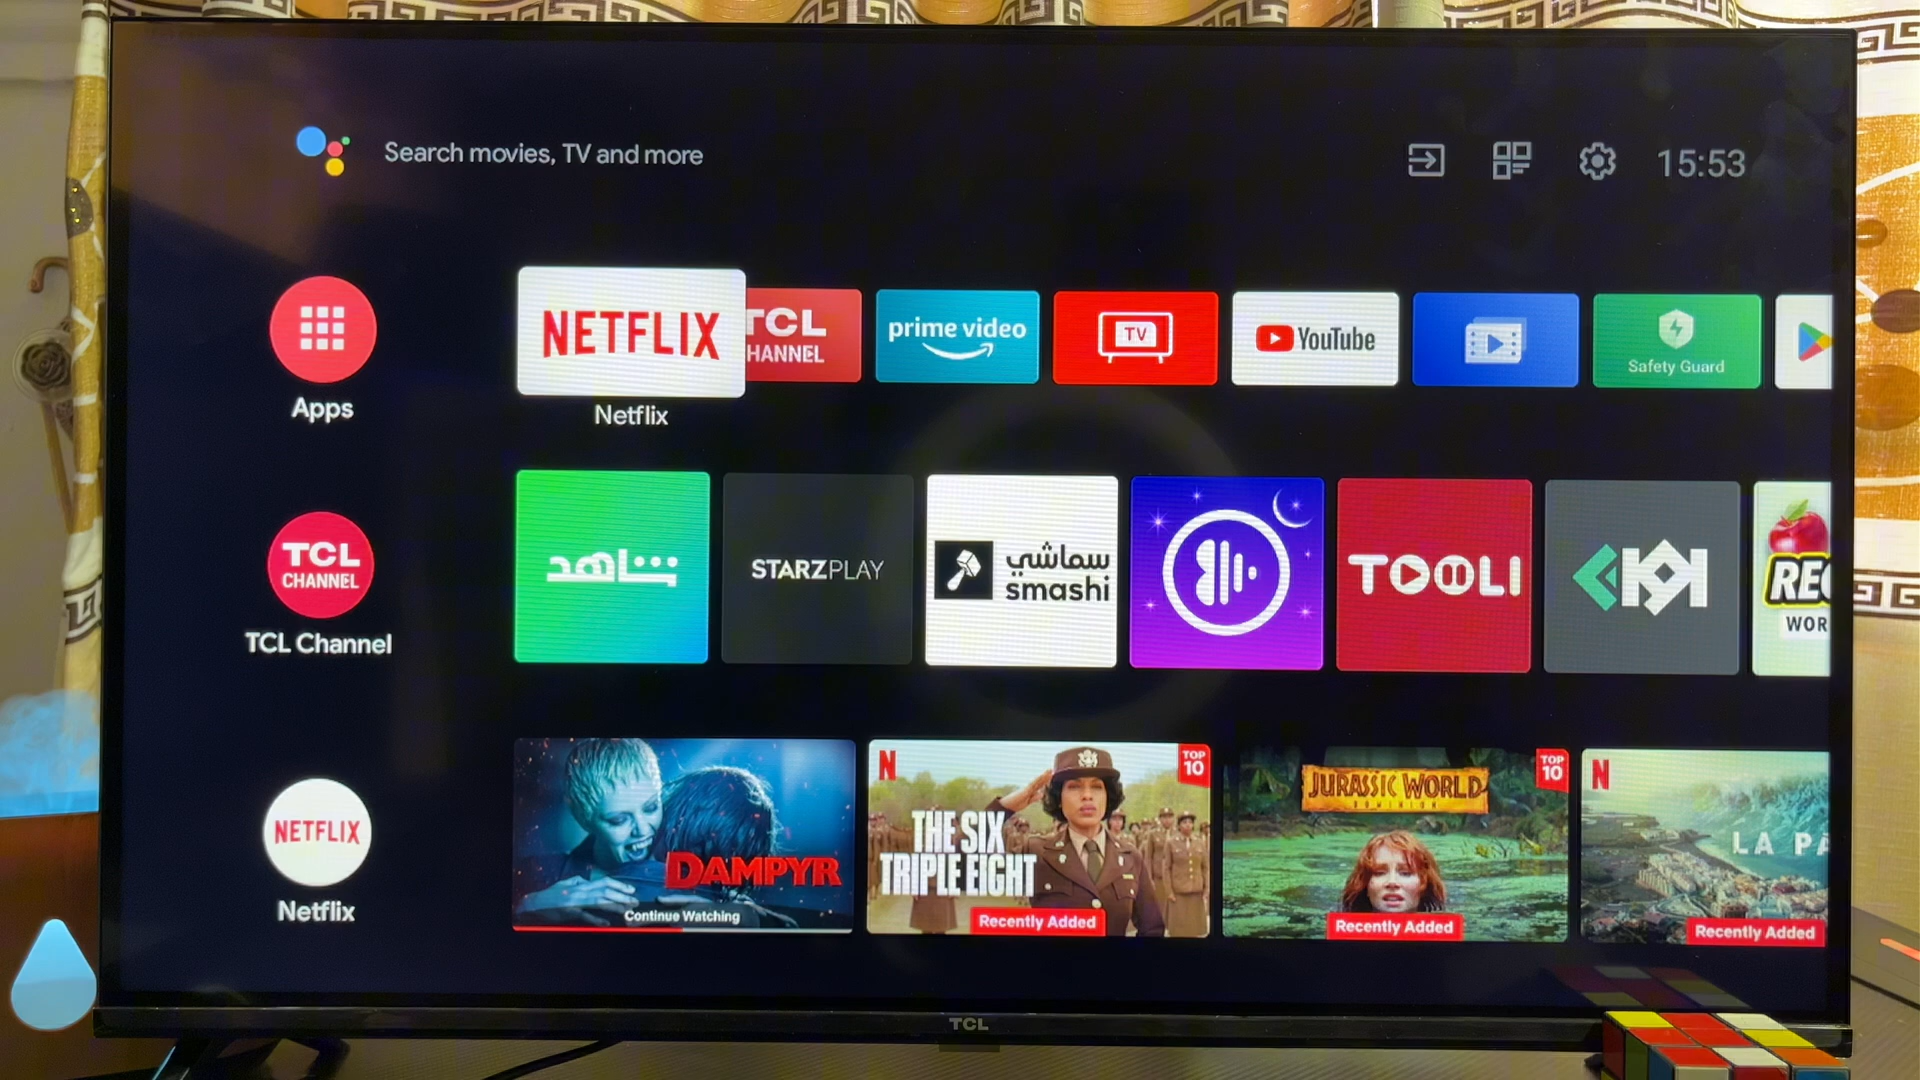 Search movies, TV and more
15:53
Apps
NETFLIX
Netflix
TCL
HANNEL
prime video
TV
YouTube
Safety Guard
TCL
CHANNEL
TCL Channel
شاهد
STARZPLAY
سماشي
smashi
TOOLI
WOR
NETFLIX
Netflix
DAMPYR
Continue Watching
N
TOP
10
THE SIX
TRIPLE EIGHT
Recently Added
TOP
10
JURASSIC WORLD
DOMINION
Recently Added
N
LA PA
Recently Added
TCL